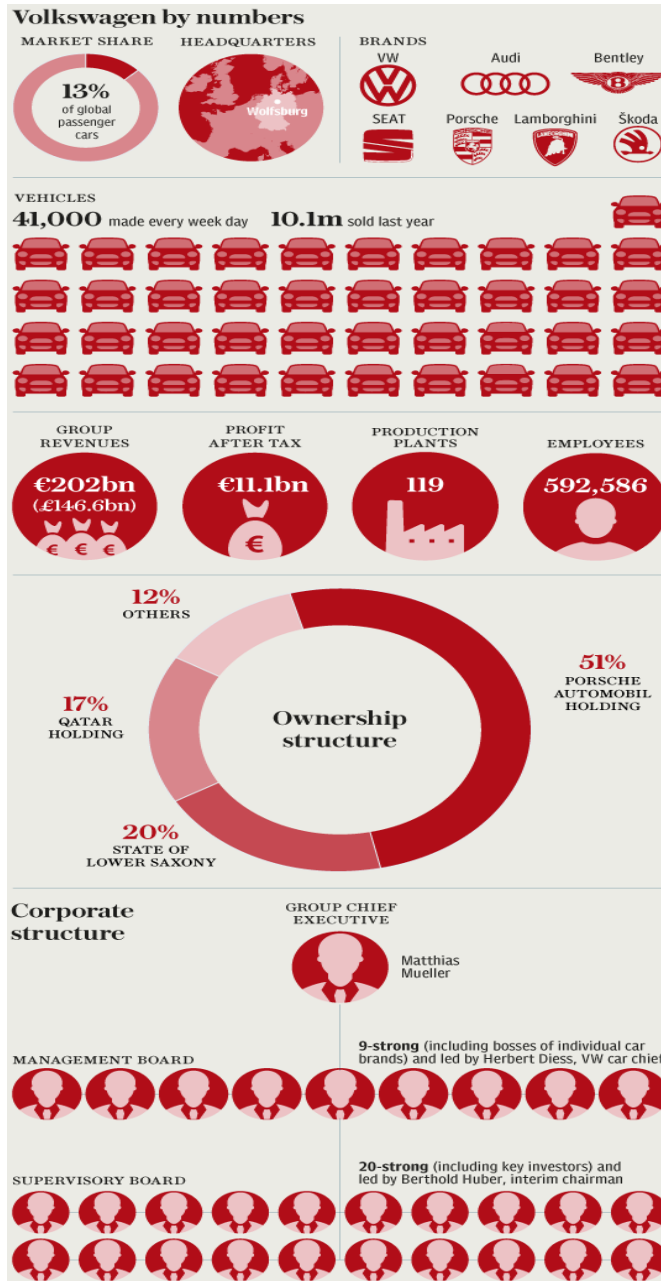 Volkswagen by numbers
MARKET SHARE
13%
of global
passenger
cars
HEADQUARTERS
Wolfsburg
BRANDS
VW
Audi
Bentley
SEAT
Porsche
Lamborghini
Škoda
VEHICLES
41,000 made every week day 10.1m sold last year
GROUP
REVENUES
€202bn
(£146.6bn)
PROFIT
AFTER TAX
€11.1bn
PRODUCTION
PLANTS
119
EMPLOYEES
592,586
12%
OTHERS
51%
PORSCHE
AUTOMOBIL
HOLDING
17%
QATAR
HOLDING
Ownership
structure
20%
STATE OF
LOWER SAXONY
Corporate
structure
GROUP CHIEF
EXECUTIVE
Matthias
Mueller
MANAGEMENT BOARD
9-strong (including bosses of individual car
brands) and led by Herbert Diess, VW car chief
SUPERVISORY BOARD
20-strong (including key investors) and
led by Berthold Huber, interim chairman